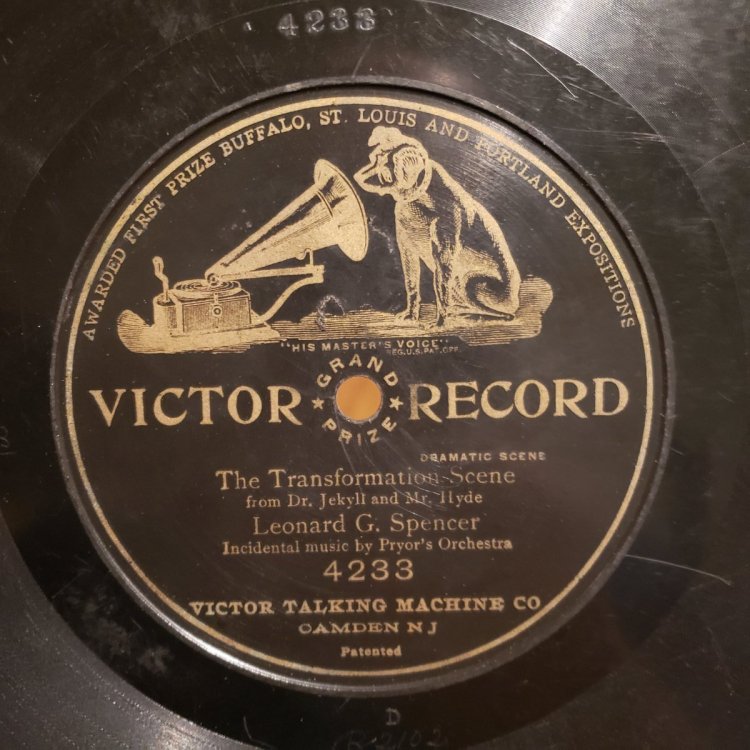 4233
AWARDED FIRST PRIZE BUFFALO, ST. LOUIS AND PORTLAND EXPOSITIONS
"HIS MASTER'S VOICE"
REG.U.S.PAT.OFF.
GRAND
VICTOR RECORD
PRIZE
DRAMATIC SCENE
The Transformation Scene
from Dr. Jekyll and Mr. Hyde
Leonard G. Spencer
Incidental music by Pryor's Orchestra
4233
VICTOR TALKING MACHINE CO
CAMDEN N J
Patented
D